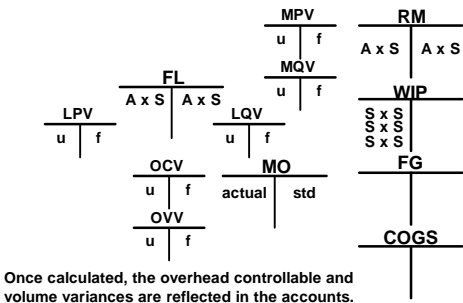 MPV
u f
RM
A x S A x S
MQV
u f
FL
A x S A x S
WIP
S x S
S x S
S x S
LPV
u f
LQV
u f
OCV
u f
MO
actual std
FG
OVV
u f
COGS
Once calculated, the overhead controllable and
volume variances are reflected in the accounts.